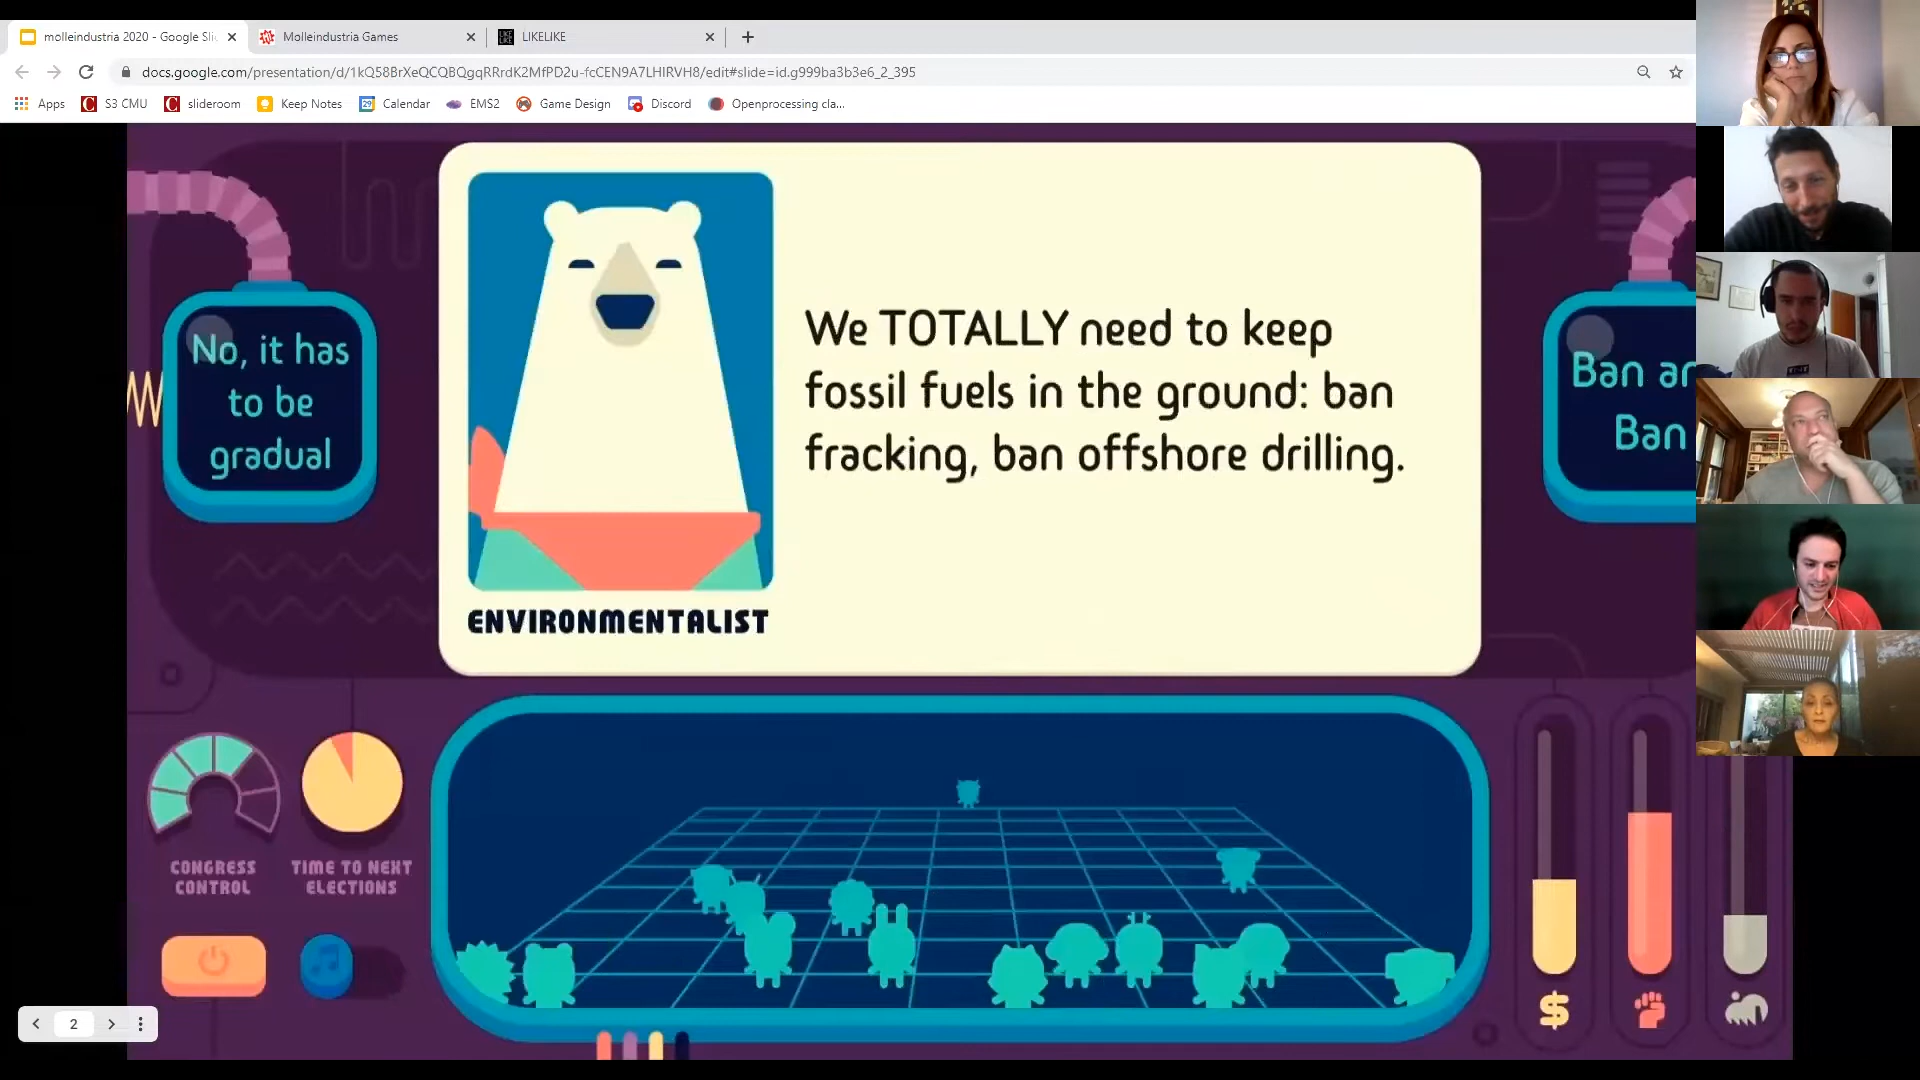 molleindustria 2020 - Google Sli
Molleindustria Games
LIKELIKE
docs.google.com/presentation/d/1kQ58BrXeQCQBQgqRRrdK2MfPD2u-fcCEN9A7LHIRVH8/edit#slide=id.g999ba3b3e6_2_395
Apps
S3 CMU
slideroom
Keep Notes
Calendar
EMS2
Game Design
Discord
Openprocessing cla...
No, it has
to be
gradual
We TOTALLY need to keep
fossil fuels in the ground: ban
fracking, ban offshore drilling.
Ban
Ban
ENVIRONMENTALIST
CONGRESS
CONTROL
TIME TO NEXT
ELECTIONS
$
2